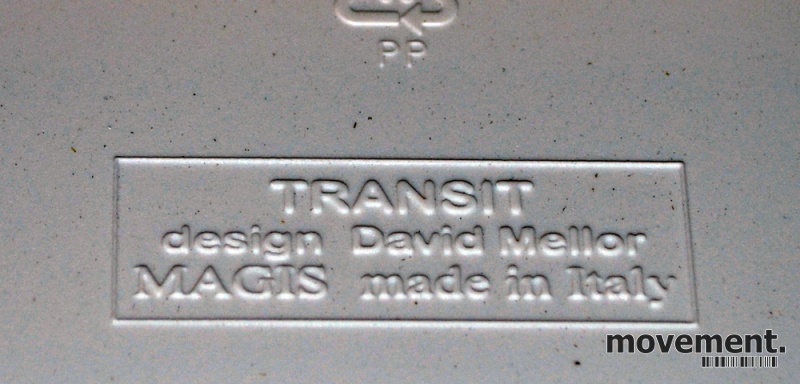 PP
TRANSIT
design David Mellor
MAGIS made in Italy
movement.